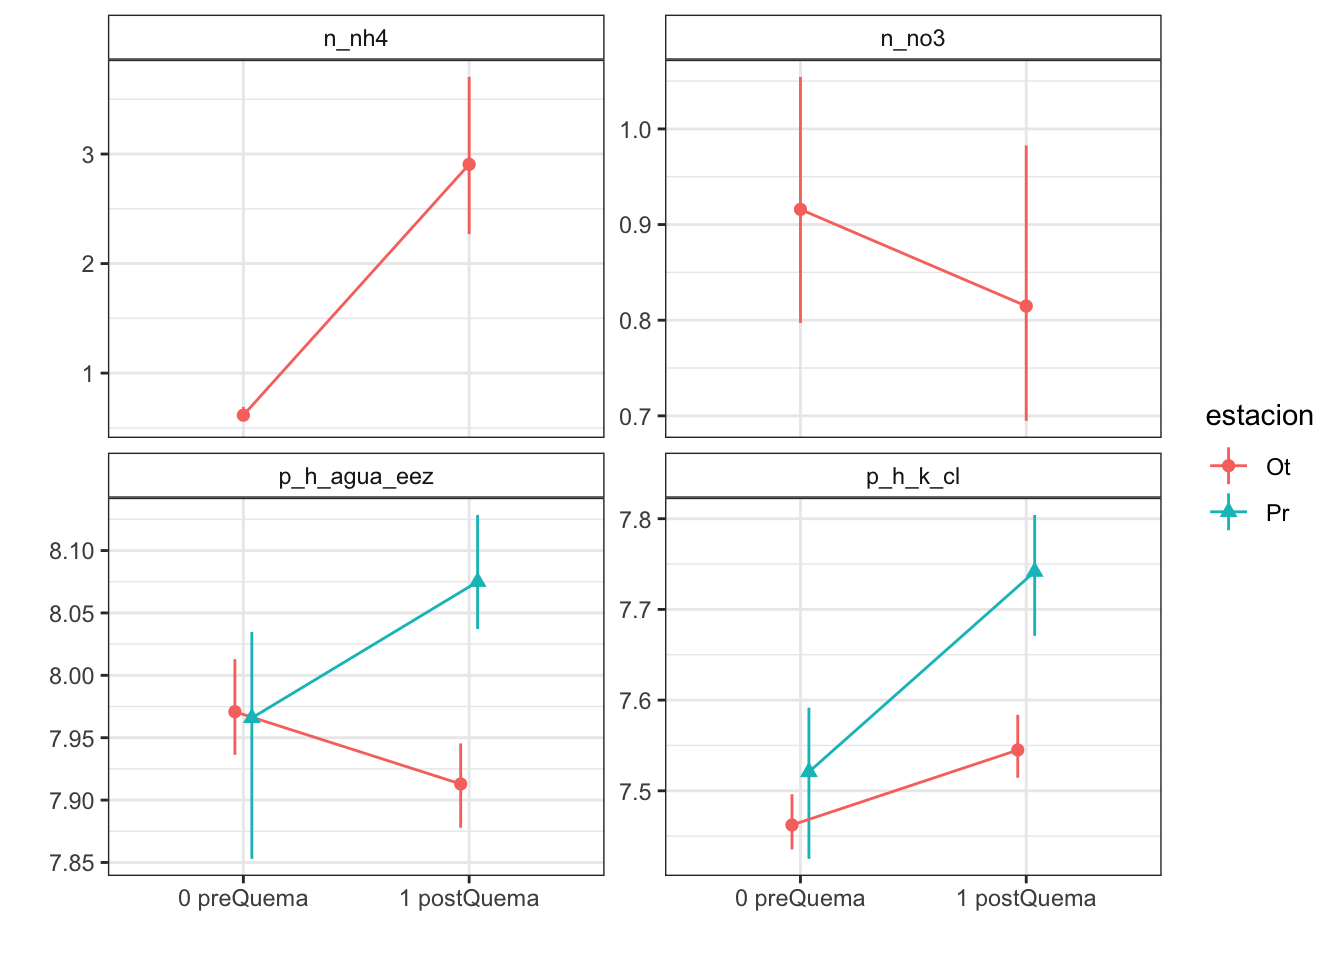 n_nh4
n_no3
3
2
1
1.0
0.9
0.8
0.7
p_h_agua_eez
p_h_k_cl
8.10
8.05
8.00
7.95
7.90
7.85
7.8
7.7
7.6
7.5
0 preQuema
1 postQuema
0 preQuema
1 postQuema
estacion
Ot
Pr